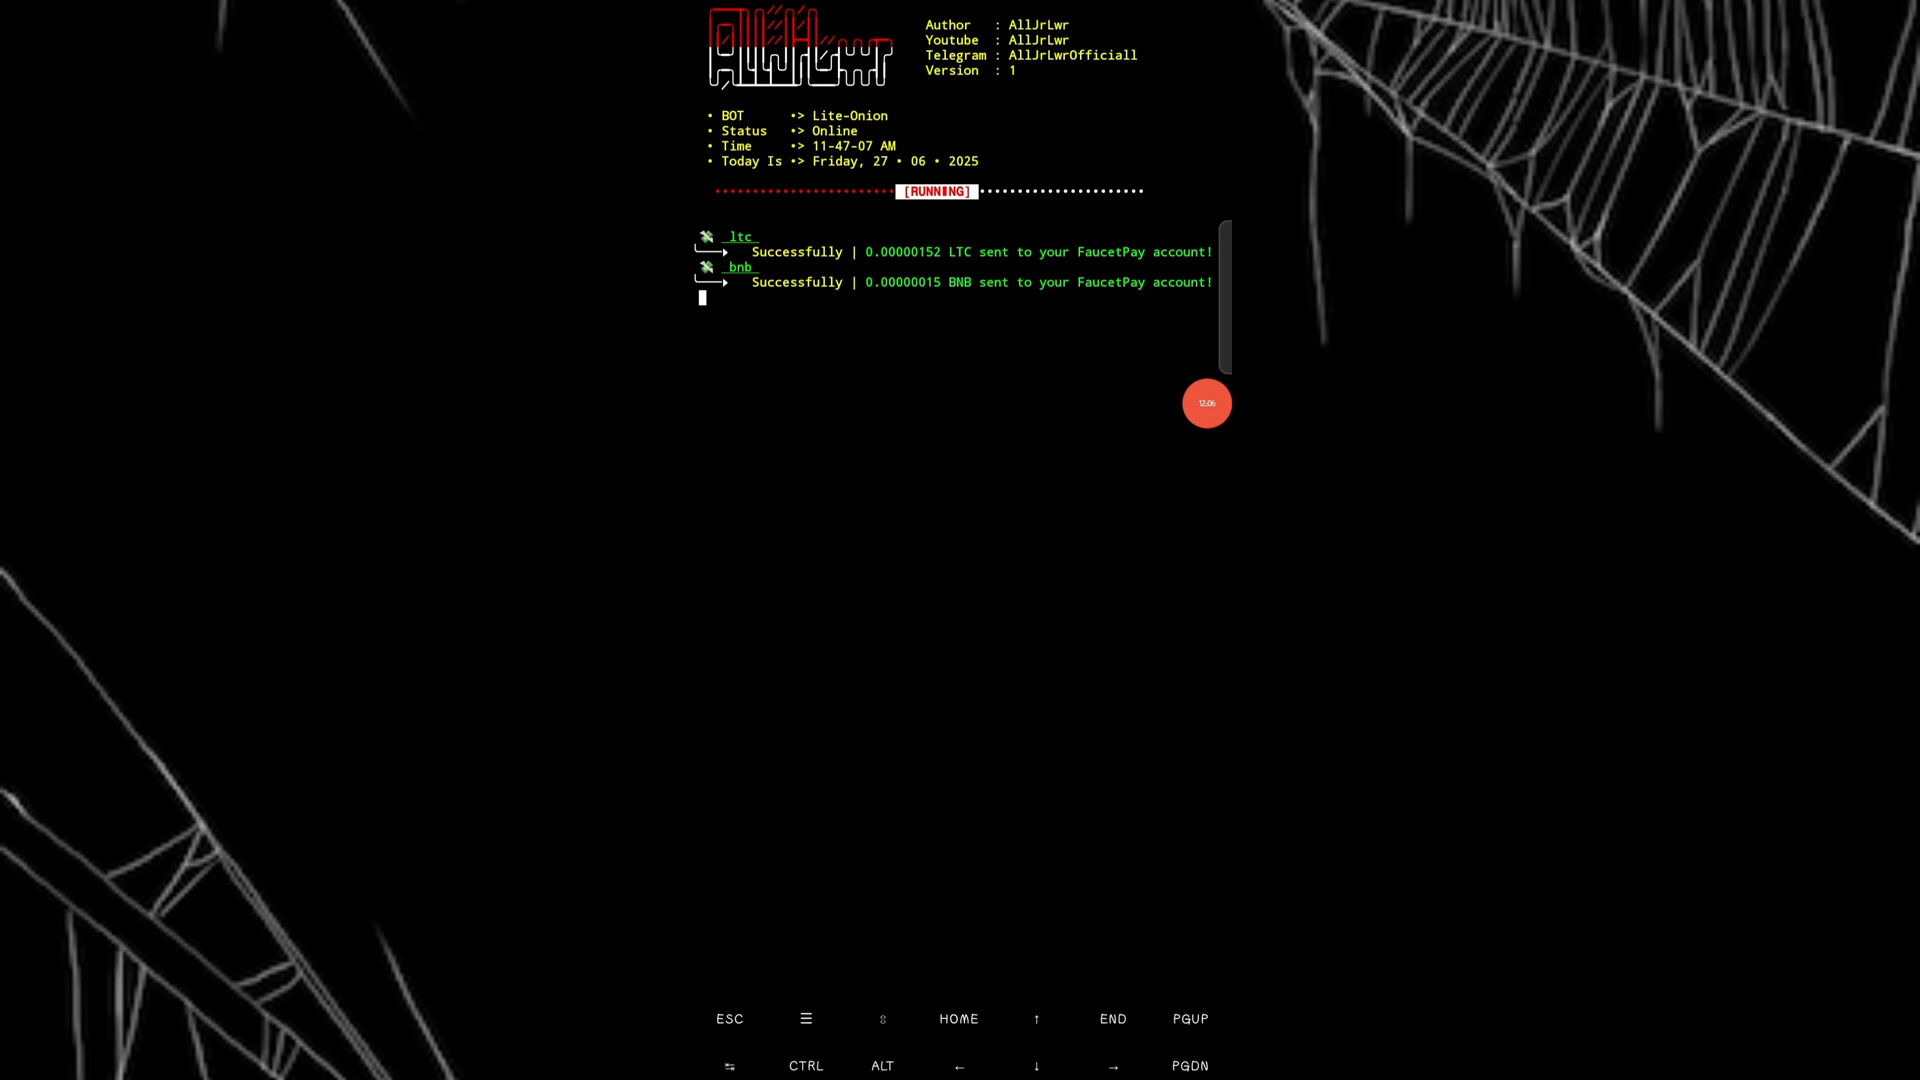 AllJrLwr
Author : AllJrLwr
Youtube : AllJrLwr
Telegram : AllJrLwrOfficiall
Version : 1
• BOT •> Lite-Onion
• Status •> Online
• Time •> 11-47-07 AM
• Today Is •> Friday, 27 • 06 • 2025
[RUNNING]
ltc
Successfully | 0.00000152 LTC sent to your FaucetPay account!
bnb
Successfully | 0.00000015 BNB sent to your FaucetPay account!
12:06
ESC ☰ ⇳ HOME ↑ END PGUP
↹ CTRL ALT ← ↓ → PGDN